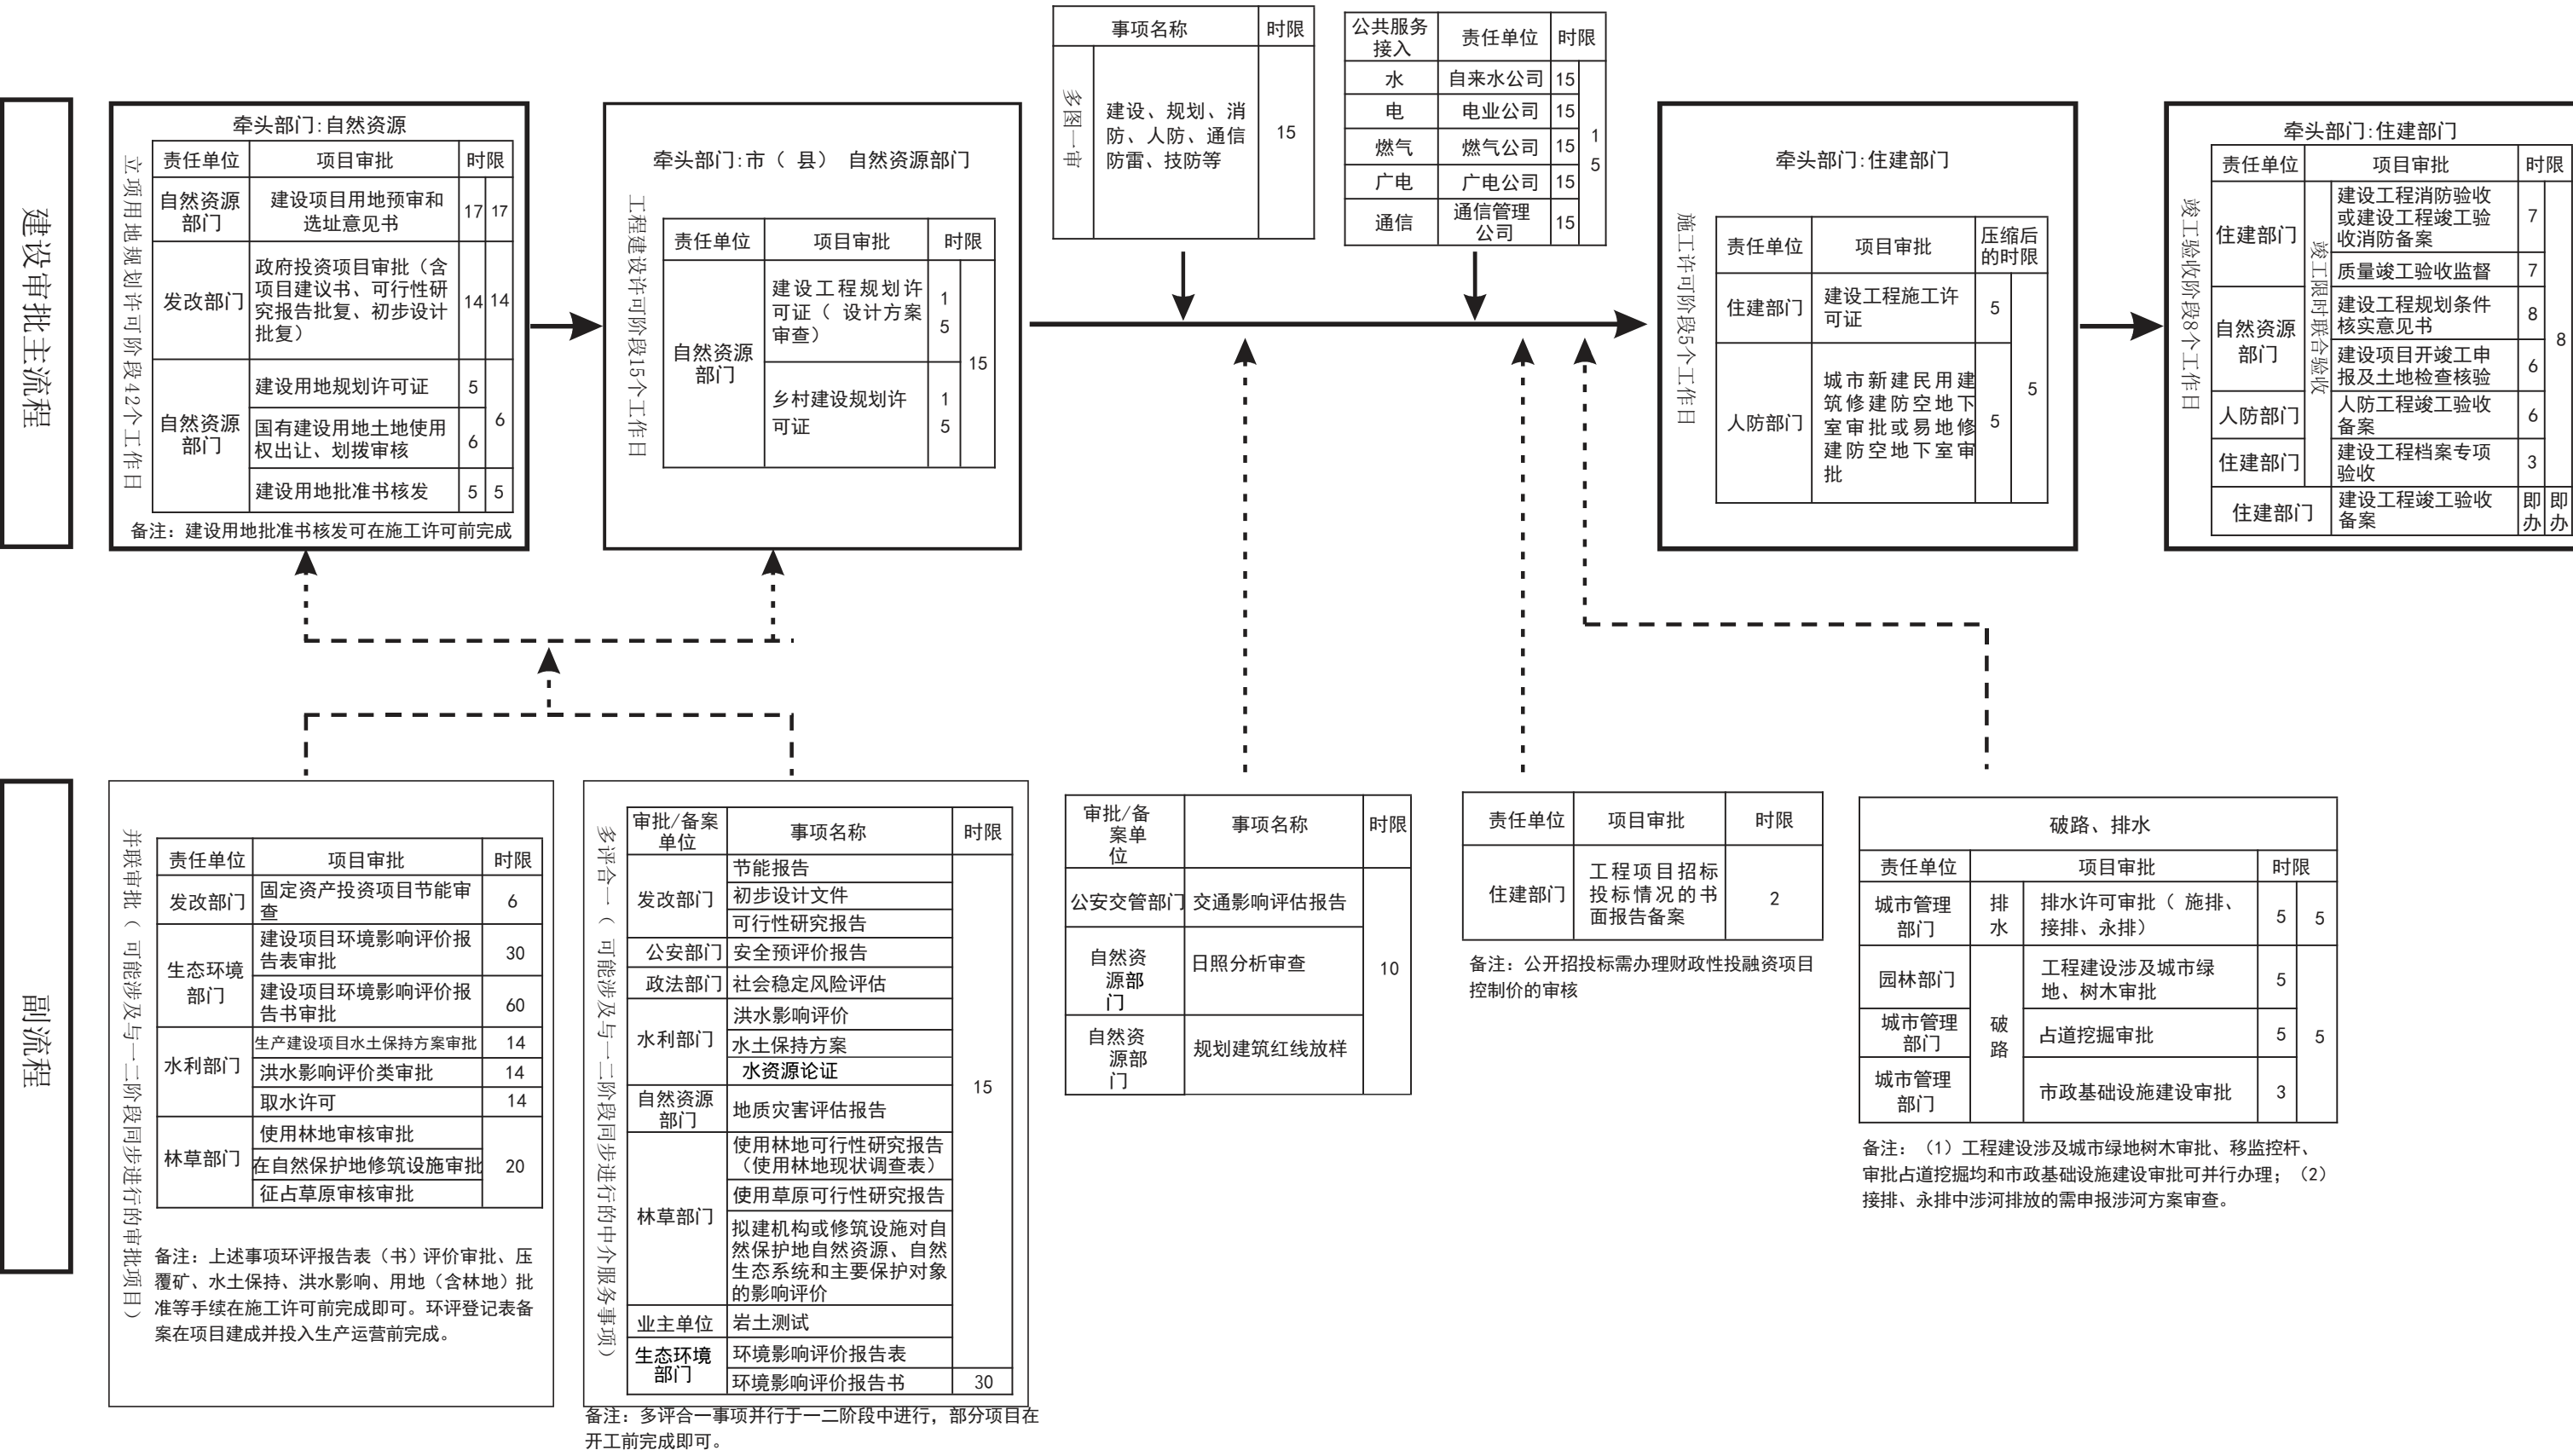 建设审批主流程
牵头部门:自然资源
立项用地规划许可阶段42个工作日
责任单位 项目审批 时限
自然资源
部门
建设项目用地预审和
选址意见书
17 17
发改部门
政府投资项目审批（含
项目建议书、可行性研
究报告批复、初步设计
批复）
14 14
自然资源
部门
建设用地规划许可证 5
国有建设用地土地使用
权出让、划拨审核
6
6
建设用地批准书核发 5 5
备注：建设用地批准书核发可在施工许可前完成
牵头部门:市（ 县） 自然资源部门
工程建设许可阶段15个工作日
责任单位 项目审批 时限
自然资源
部门
建设工程规划许
可证（ 设计方案
审查）
1
5
乡村建设规划许
可证
1
5
15
事项名称 时限
多图一审
建设、规划、消
防、人防、通信
防雷、技防等
15
公共服务
接入
责任单位 时限
水 自来水公司 15
电 电业公司 15
燃气 燃气公司 15
广电 广电公司 15
通信 通信管理
公司
15
1
5
牵头部门:住建部门
施工许可阶段5个工作日
责任单位 项目审批 压缩后
的时限
住建部门
建设工程施工许
可证
5
人防部门
城市新建民用建
筑修建防空地下
室审批或易地修
建防空地下室审
批
5
5
牵头部门:住建部门
竣工验收阶段8个工作日
责任单位 项目审批 时限
竣工限时联合验收
住建部门
建设工程消防验收
或建设工程竣工验
收消防备案
7
质量竣工验收监督 7
自然资源
部门
建设工程规划条件
核实意见书
8
建设项目开竣工申
报及土地检查核验
6
人防部门
人防工程竣工验收
备案
6
住建部门
建设工程档案专项
验收
3
8
住建部门
建设工程竣工验收
备案
即 即
办 办
副流程
并联审批（ 可能涉及与一二阶段同步进行的审批项目）
责任单位 项目审批 时限
发改部门
固定资产投资项目节能审
查
6
生态环境
部门
建设项目环境影响评价报
告表审批
30
建设项目环境影响评价报
告书审批
60
水利部门
生产建设项目水土保持方案审批 14
洪水影响评价类审批 14
取水许可 14
林草部门
使用林地审核审批
在自然保护地修筑设施审批
征占草原审核审批
20
备注：上述事项环评报告表（书）评价审批、压
覆矿、水土保持、洪水影响、用地（含林地）批
准等手续在施工许可前完成即可。环评登记表备
案在项目建成并投入生产运营前完成。
多评合一（ 可能涉及与一二阶段同步进行的中介服务事项）
审批/备案
单位
事项名称 时限
发改部门
节能报告
初步设计文件
可行性研究报告
公安部门 安全预评价报告
政法部门 社会稳定风险评估
水利部门
洪水影响评价
水土保持方案
水资源论证
自然资源
部门
地质灾害评估报告
林草部门
使用林地可行性研究报告
（使用林地现状调查表）
使用草原可行性研究报告
拟建机构或修筑设施对自
然保护地自然资源、自然
生态系统和主要保护对象
的影响评价
业主单位 岩土测试
生态环境
部门
环境影响评价报告表
15
环境影响评价报告书 30
备注：多评合一事项并行于一二阶段中进行，部分项目在
开工前完成即可。
审批/备
案单
位
事项名称 时限
公安交管部门 交通影响评估报告
自然资
源部
门
日照分析审查
自然资
源部
门
规划建筑红线放样
10
责任单位 项目审批 时限
住建部门
工程项目招标
投标情况的书
面报告备案
2
备注：公开招投标需办理财政性投融资项目
控制价的审核
破路、排水
责任单位 项目审批 时限
城市管理
部门
排
水
排水许可审批（ 施排、
接排、永排）
5 5
园林部门
工程建设涉及城市绿
地、树木审批
5
城市管理
部门
破
路
占道挖掘审批 5
5
城市管理
部门
市政基础设施建设审批 3
备注：（1）工程建设涉及城市绿地树木审批、移监控杆、
审批占道挖掘均和市政基础设施建设审批可并行办理；（2）
接排、永排中涉河排放的需申报涉河方案审查。